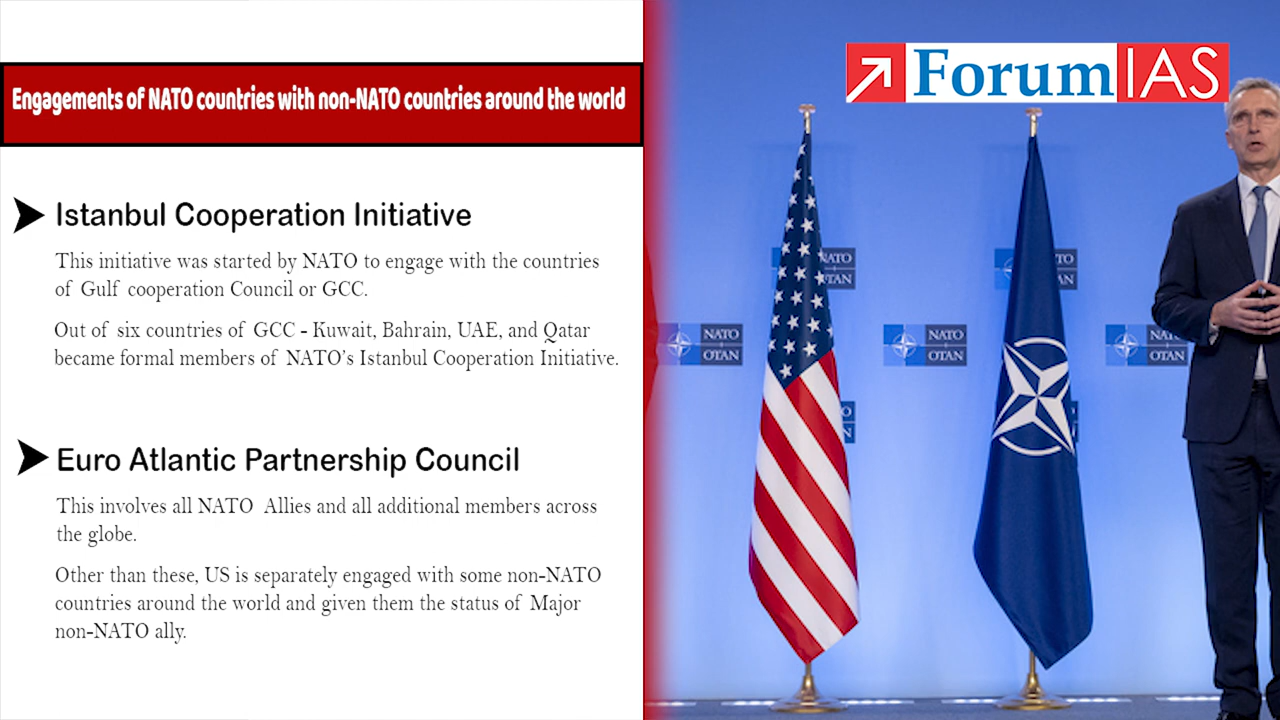 Engagements of NATO countries with non-NATO countries around the world
Istanbul Cooperation Initiative
This initiative was started by NATO to engage with the countries
of Gulf cooperation Council or GCC.
Out of six countries of GCC - Kuwait, Bahrain, UAE, and Qatar
became formal members of NATO's Istanbul Cooperation Initiative.
Euro Atlantic Partnership Council
This involves all NATO Allies and all additional members across
the globe.
Other than these, US is separately engaged with some non-NATO
countries around the world and given them the status of Major
non-NATO ally.
ForumIAS
NATO
OTAN
TO
TAN
NATO
OTAN
NATO
OTAN
NAT
OTAN